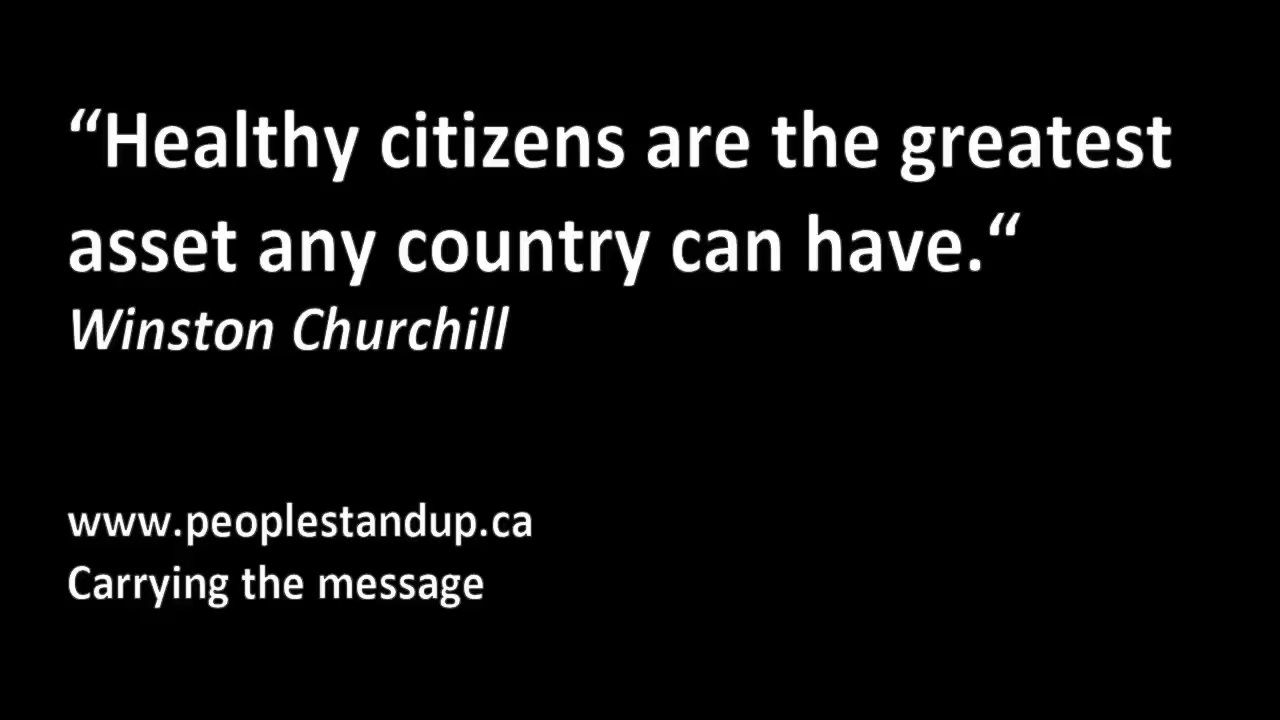 “Healthy citizens are the greatest
asset any country can have.“
Winston Churchill
www.peoplestandup.ca
Carrying the message